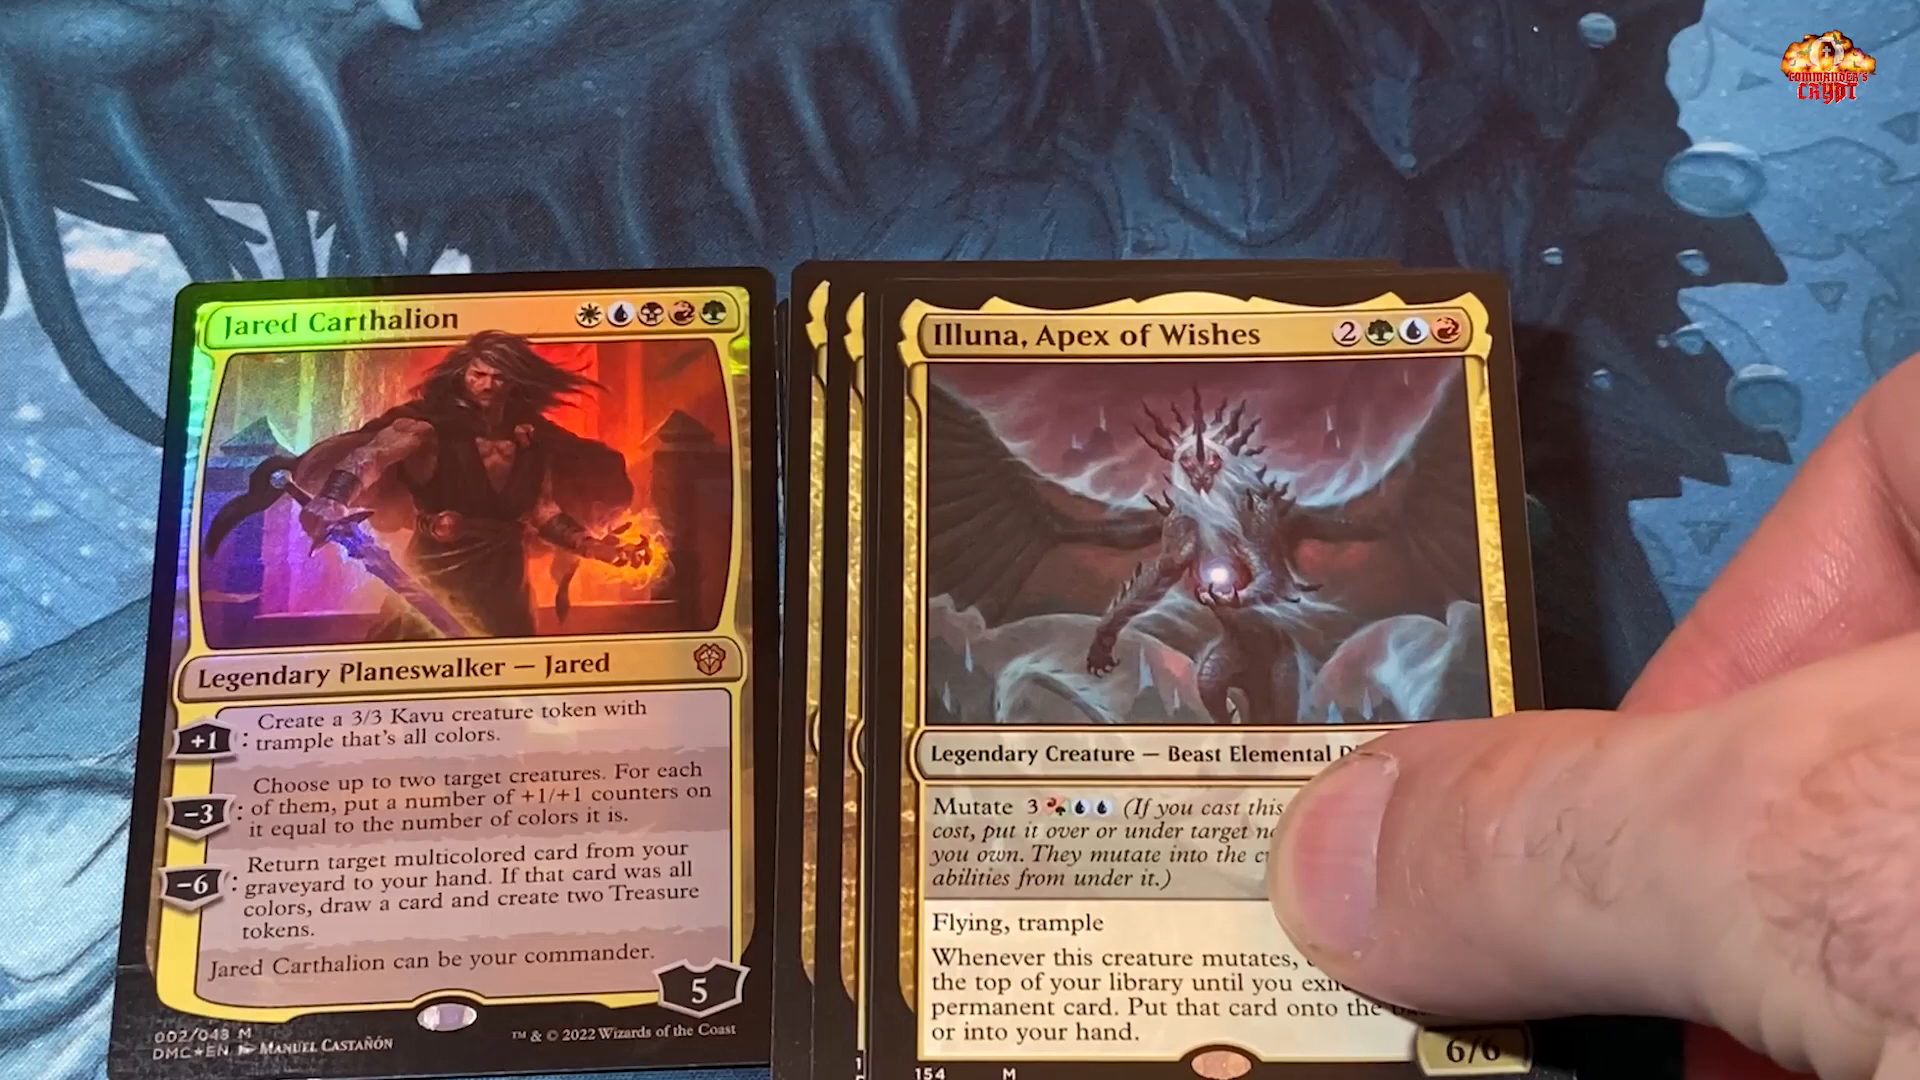 COMMANDER'S
CRYPT
Jared Carthalion
Legendary Planeswalker — Jared
+1 : Create a 3/3 Kavu creature token with
trample that's all colors.
−3 : Choose up to two target creatures. For each
of them, put a number of +1/+1 counters on
it equal to the number of colors it is.
−6 : Return target multicolored card from your
graveyard to your hand. If that card was all
colors, draw a card and create two Treasure
tokens.
Jared Carthalion can be your commander.
5
002/048 M
DMC★EN MANUEL CASTAÑÓN
™ & © 2022 Wizards of the Coast
Illuna, Apex of Wishes
2
Legendary Creature — Beast Elemental
Mutate 3 (If you cast this
cost, put it over or under target
you own. They mutate into the
abilities from under it.)
Flying, trample
Whenever this creature mutates,
the top of your library until you
permanent card. Put that card onto the
or into your hand.
6/6
154 M